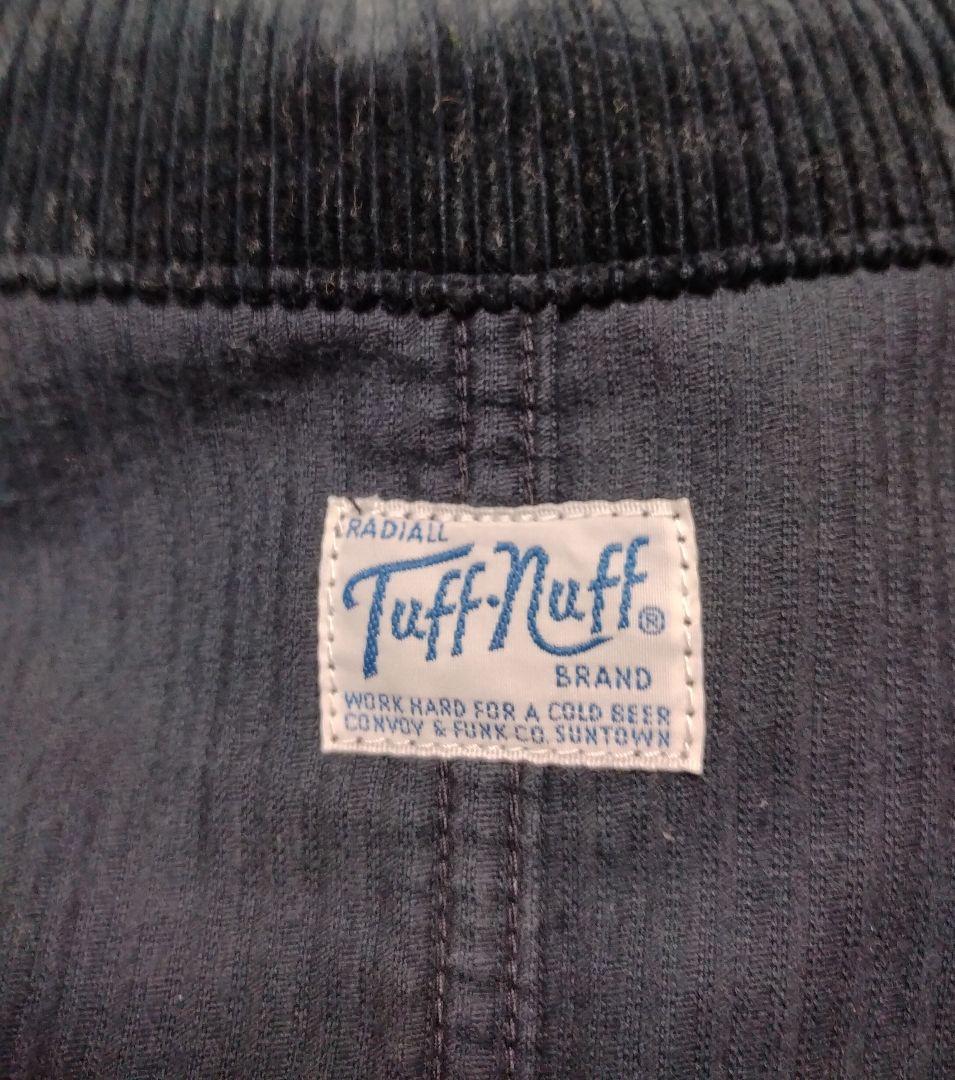 RADIALL
Tuff-Nuff®
BRAND
WORK HARD FOR A COLD BEER
CONVOY & FUNK CO. SUNTOWN